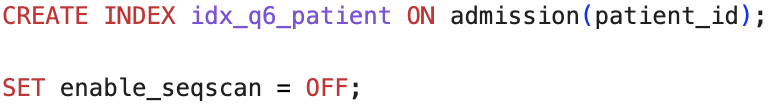 CREATE INDEX idx_q6_patient ON admission(patient_id);
SET enable_seqscan = OFF;